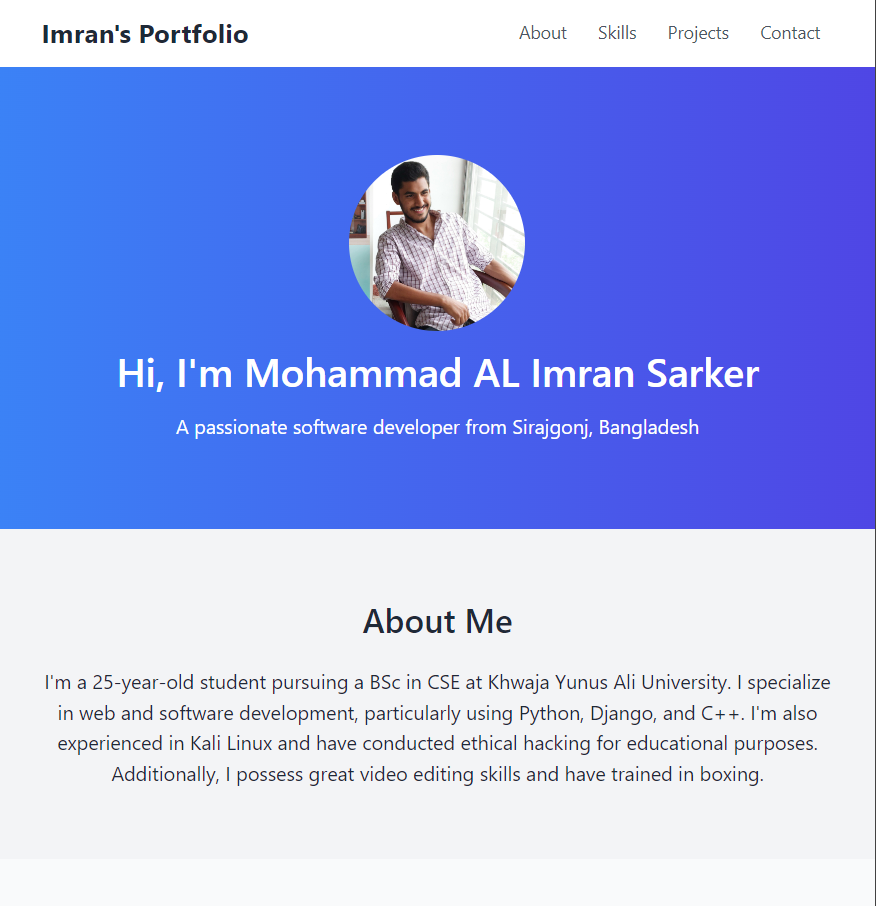 Imran's Portfolio
About Skills Projects Contact
Hi, I'm Mohammad AL Imran Sarker
A passionate software developer from Sirajgonj, Bangladesh
About Me
I'm a 25-year-old student pursuing a BSc in CSE at Khwaja Yunus Ali University. I specialize
in web and software development, particularly using Python, Django, and C++. I'm also
experienced in Kali Linux and have conducted ethical hacking for educational purposes.
Additionally, I possess great video editing skills and have trained in boxing.